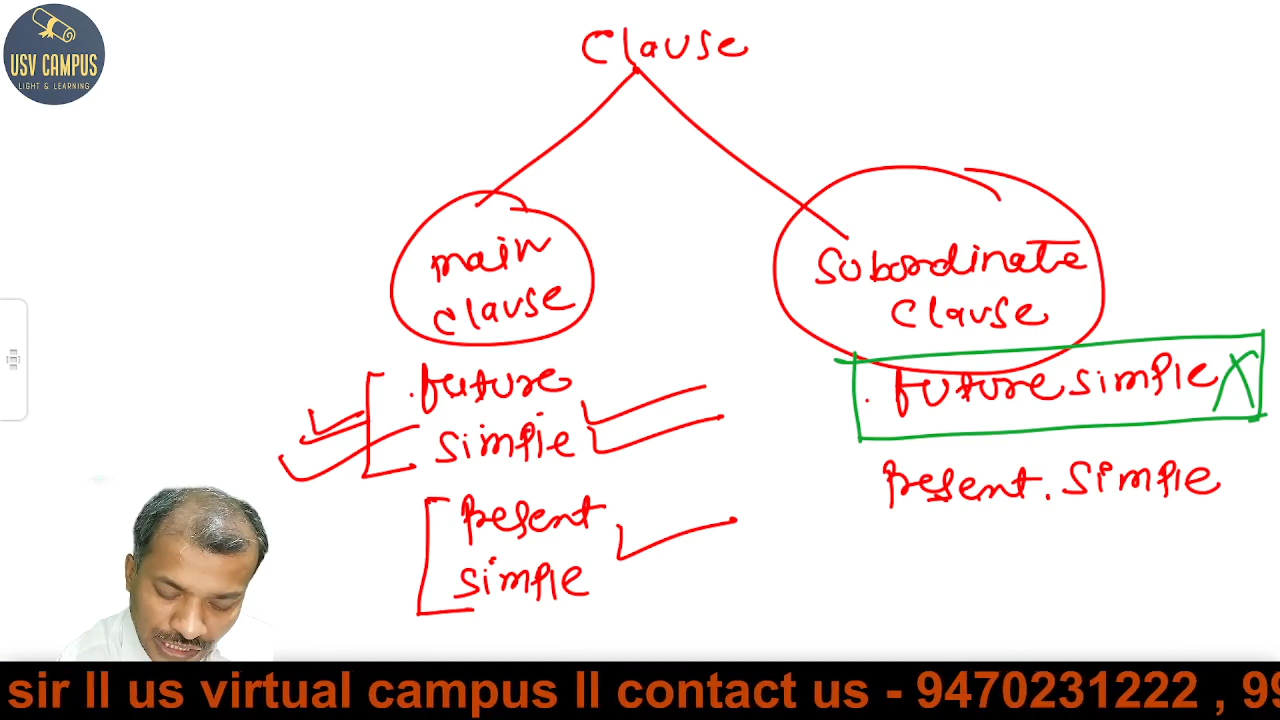 USV CAMPUS
LIGHT & LEARNING
Clause
main
clause
subordinate
clause
.future
simple
present
simple
. future simple X
present. simple
sir ll us virtual campus ll contact us - 9470231222 , 99